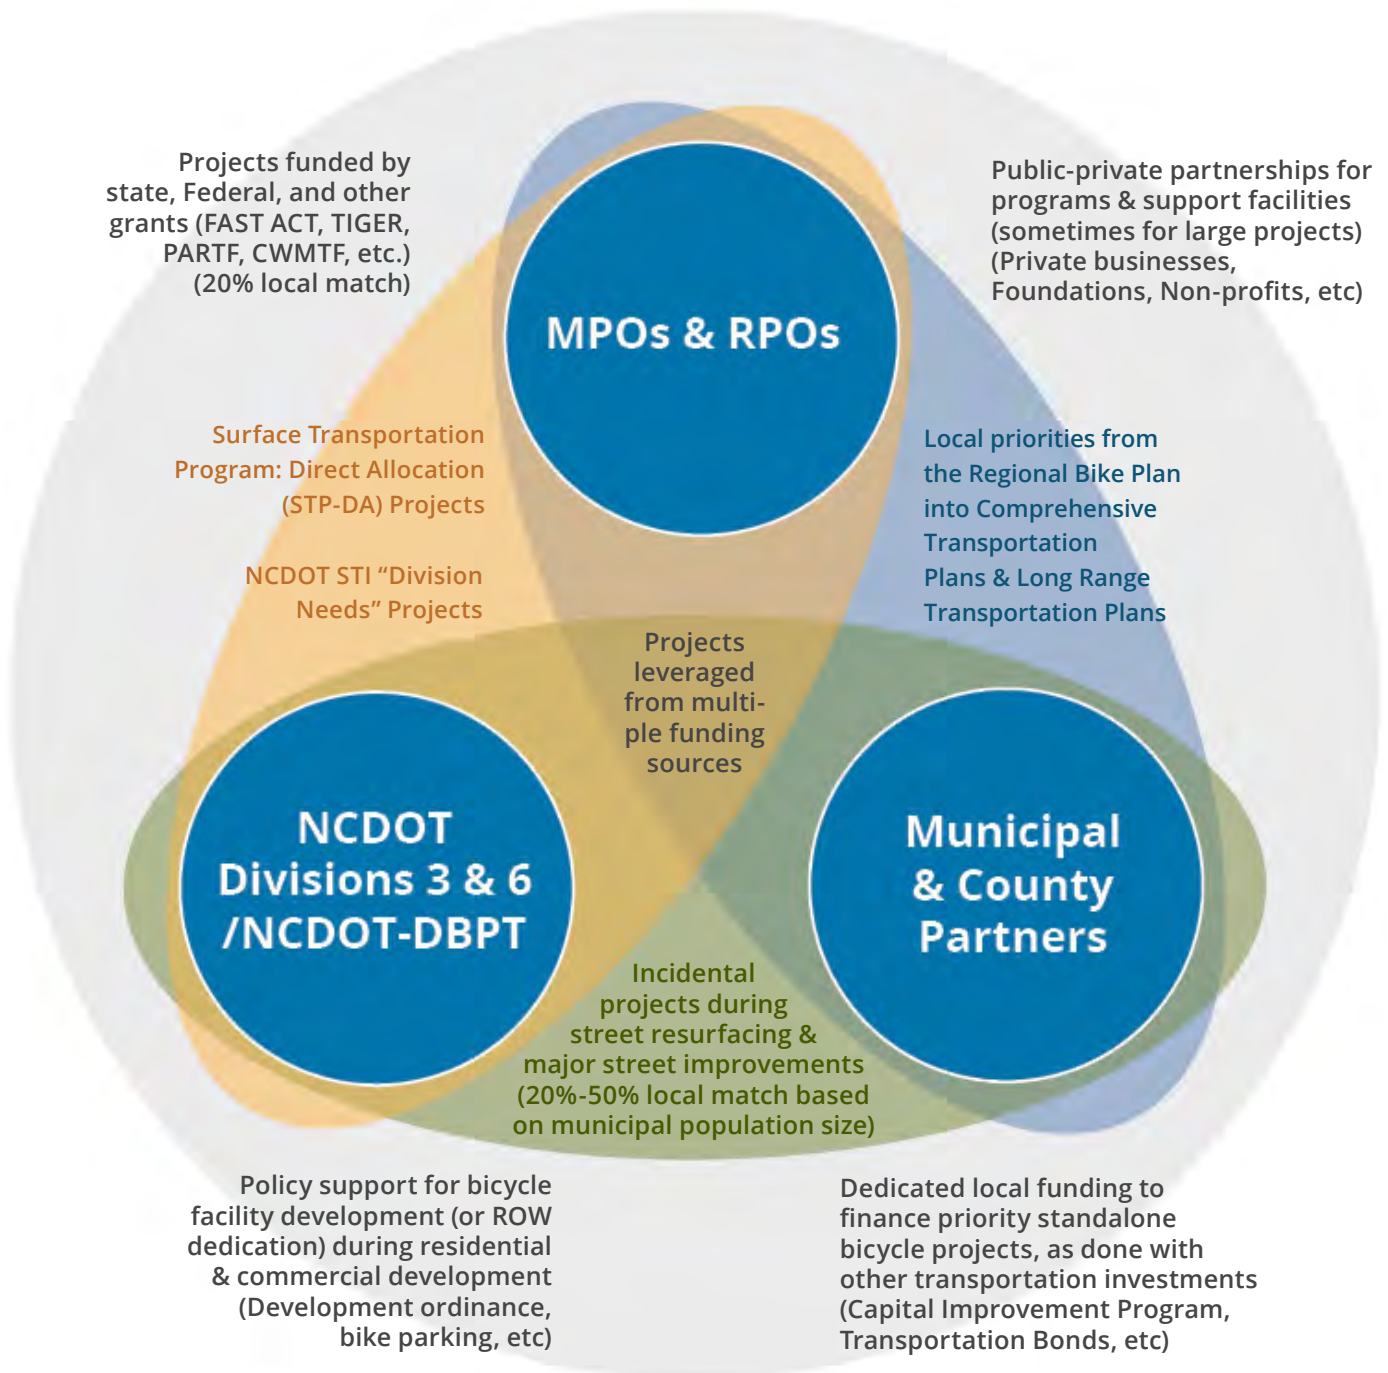 Projects funded by
state, Federal, and other
grants (FAST ACT, TIGER,
PARTF, CWMTF, etc.)
(20% local match)
Public-private partnerships for
programs & support facilities
(sometimes for large projects)
(Private businesses,
Foundations, Non-profits, etc)
MPOs & RPOs
Surface Transportation
Program: Direct Allocation
(STP-DA) Projects
NCDOT STI “Division
Needs” Projects
Local priorities from
the Regional Bike Plan
into Comprehensive
Transportation
Plans & Long Range
Transportation Plans
Projects
leveraged
from multi-
ple funding
sources
NCDOT
Divisions 3 & 6
/NCDOT-DBPT
Municipal
& County
Partners
Incidental
projects during
street resurfacing &
major street improvements
(20%-50% local match based
on municipal population size)
Policy support for bicycle
facility development (or ROW
dedication) during residential
& commercial development
(Development ordinance,
bike parking, etc)
Dedicated local funding to
finance priority standalone
bicycle projects, as done with
other transportation investments
(Capital Improvement Program,
Transportation Bonds, etc)